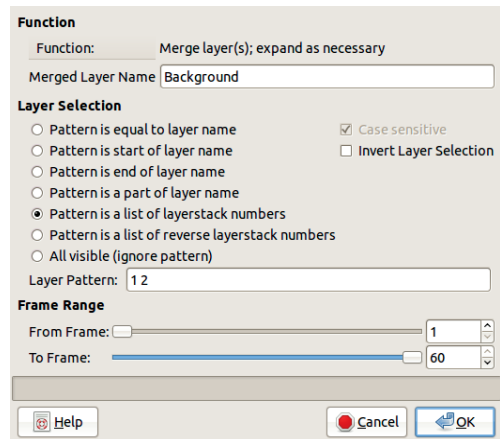 Function
Function: Merge layer(s); expand as necessary
Merged Layer Name Background
Layer Selection
Pattern is equal to layer name Case sensitive
Pattern is start of layer name Invert Layer Selection
Pattern is end of layer name
Pattern is a part of layer name
Pattern is a list of layerstack numbers
Pattern is a list of reverse layerstack numbers
All visible (ignore pattern)
Layer Pattern: 1 2
Frame Range
From Frame: 1
To Frame: 60
Help Cancel OK